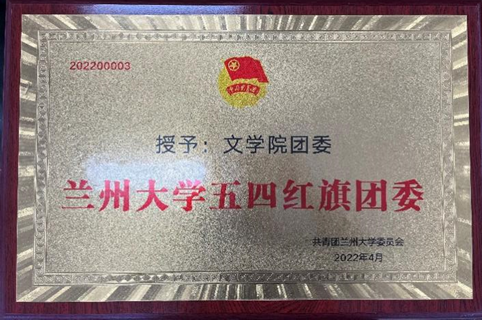 202200003
授予：文学院团委
兰州大学五四红旗团委
共青团兰州大学委员会
2022年4月